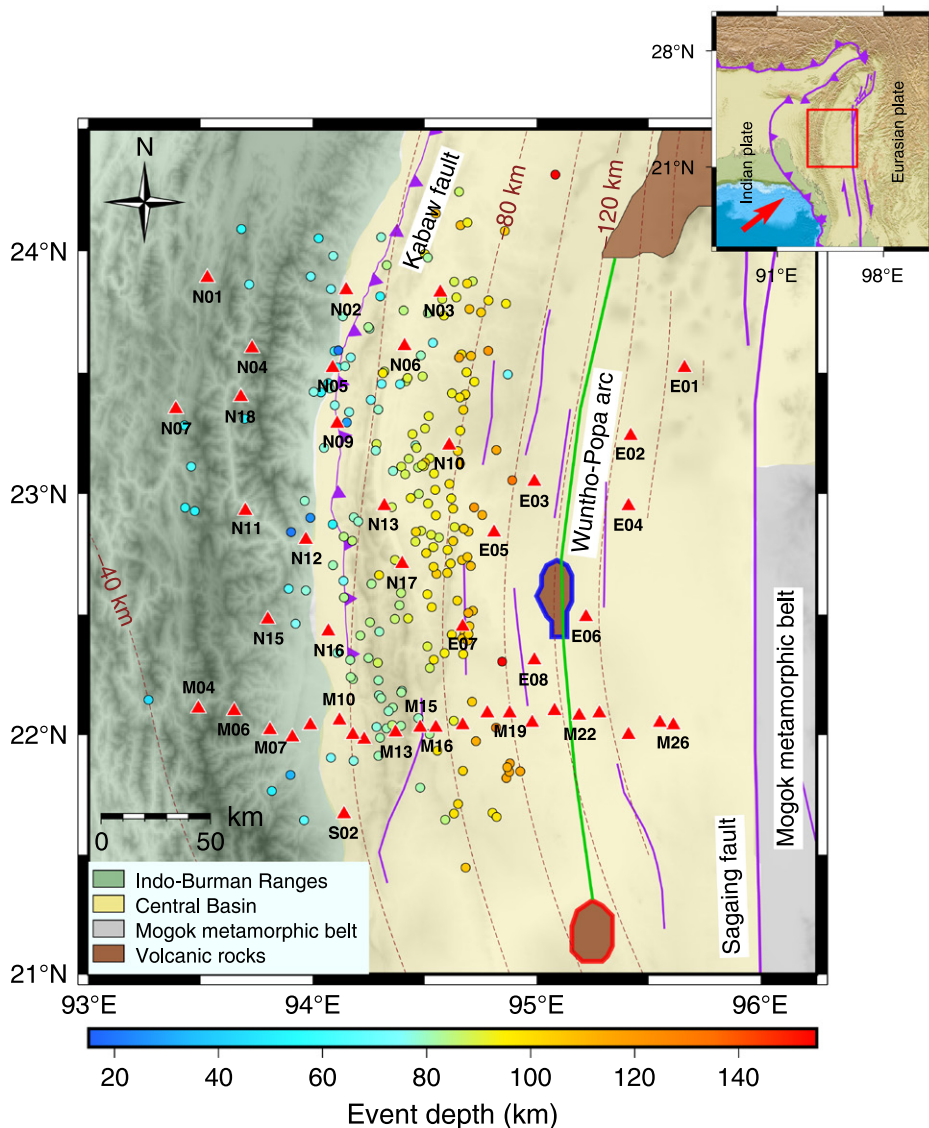 28°N
21°N
91°E
98°E
Indian plate
Eurasian plate
N
24°N
23°N
22°N
21°N
93°E
94°E
95°E
96°E
Kabaw fault
80 km
120 km
40 km
Wuntho-Popa arc
Sagaing fault
Mogok metamorphic belt
N01
N02
N03
N04
N05
N06
E01
N07
N18
N09
N10
E02
N11
N13
E03
E04
N12
E05
N17
N15
N16
E07
E06
E08
M04
M06
M07
M10
M13
M15
M16
M19
M22
M26
S02
km
0 50
Indo-Burman Ranges
Central Basin
Mogok metamorphic belt
Volcanic rocks
20 40 60 80 100 120 140
Event depth (km)